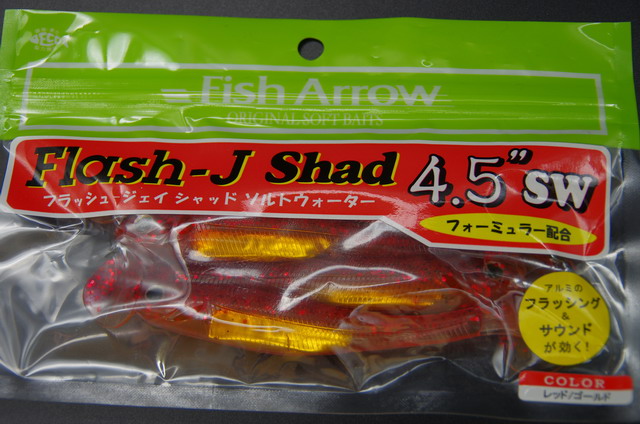 Fish Arrow
ORIGINAL SOFT BAITS
Flash-J Shad 4.5" SW
フラッシュ-ジェイ シャッド ソルトウォーター
フォーミュラー配合
アルミの
フラッシング
&
サウンド
が効く!
COLOR
レッド/ゴールド